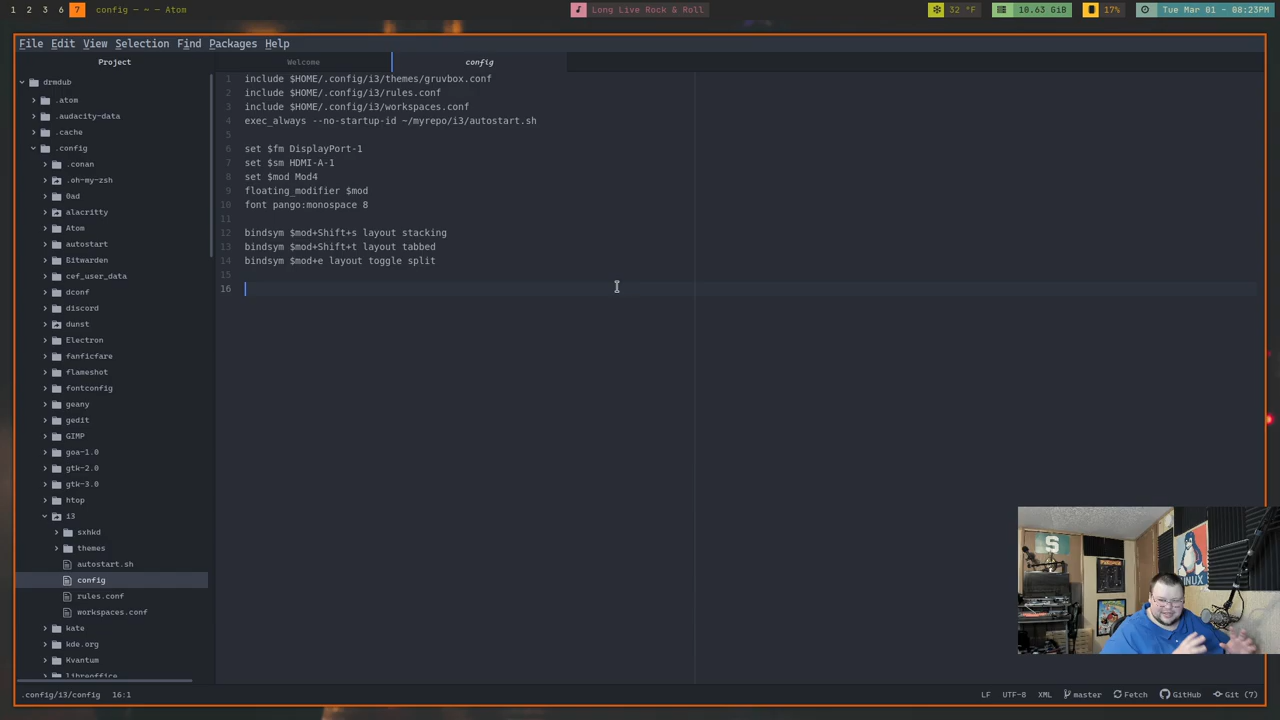 1 2 3 6 7 config — ~ — Atom
Long Live Rock & Roll
32 °F
10.63 GiB
17%
Tue Mar 01 - 08:23PM
File Edit View Selection Find Packages Help
Project
Welcome
config
drmdub
.atom
.audacity-data
.cache
.config
.conan
.oh-my-zsh
0ad
alacritty
Atom
autostart
Bitwarden
cef_user_data
dconf
discord
dunst
Electron
fanficfare
flameshot
fontconfig
geany
gedit
GIMP
goa-1.0
gtk-2.0
gtk-3.0
htop
i3
sxhkd
themes
autostart.sh
config
rules.conf
workspaces.conf
kate
kde.org
Kvantum
libreoffice
1 include $HOME/.config/i3/themes/gruvbox.conf
2 include $HOME/.config/i3/rules.conf
3 include $HOME/.config/i3/workspaces.conf
4 exec_always --no-startup-id ~/myrepo/i3/autostart.sh
5
6 set $fm DisplayPort-1
7 set $sm HDMI-A-1
8 set $mod Mod4
9 floating_modifier $mod
10 font pango:monospace 8
11
12 bindsym $mod+Shift+s layout stacking
13 bindsym $mod+Shift+t layout tabbed
14 bindsym $mod+e layout toggle split
15
16
S
LINUX
.config/i3/config 16:1
LF UTF-8 XML master Fetch GitHub Git (7)